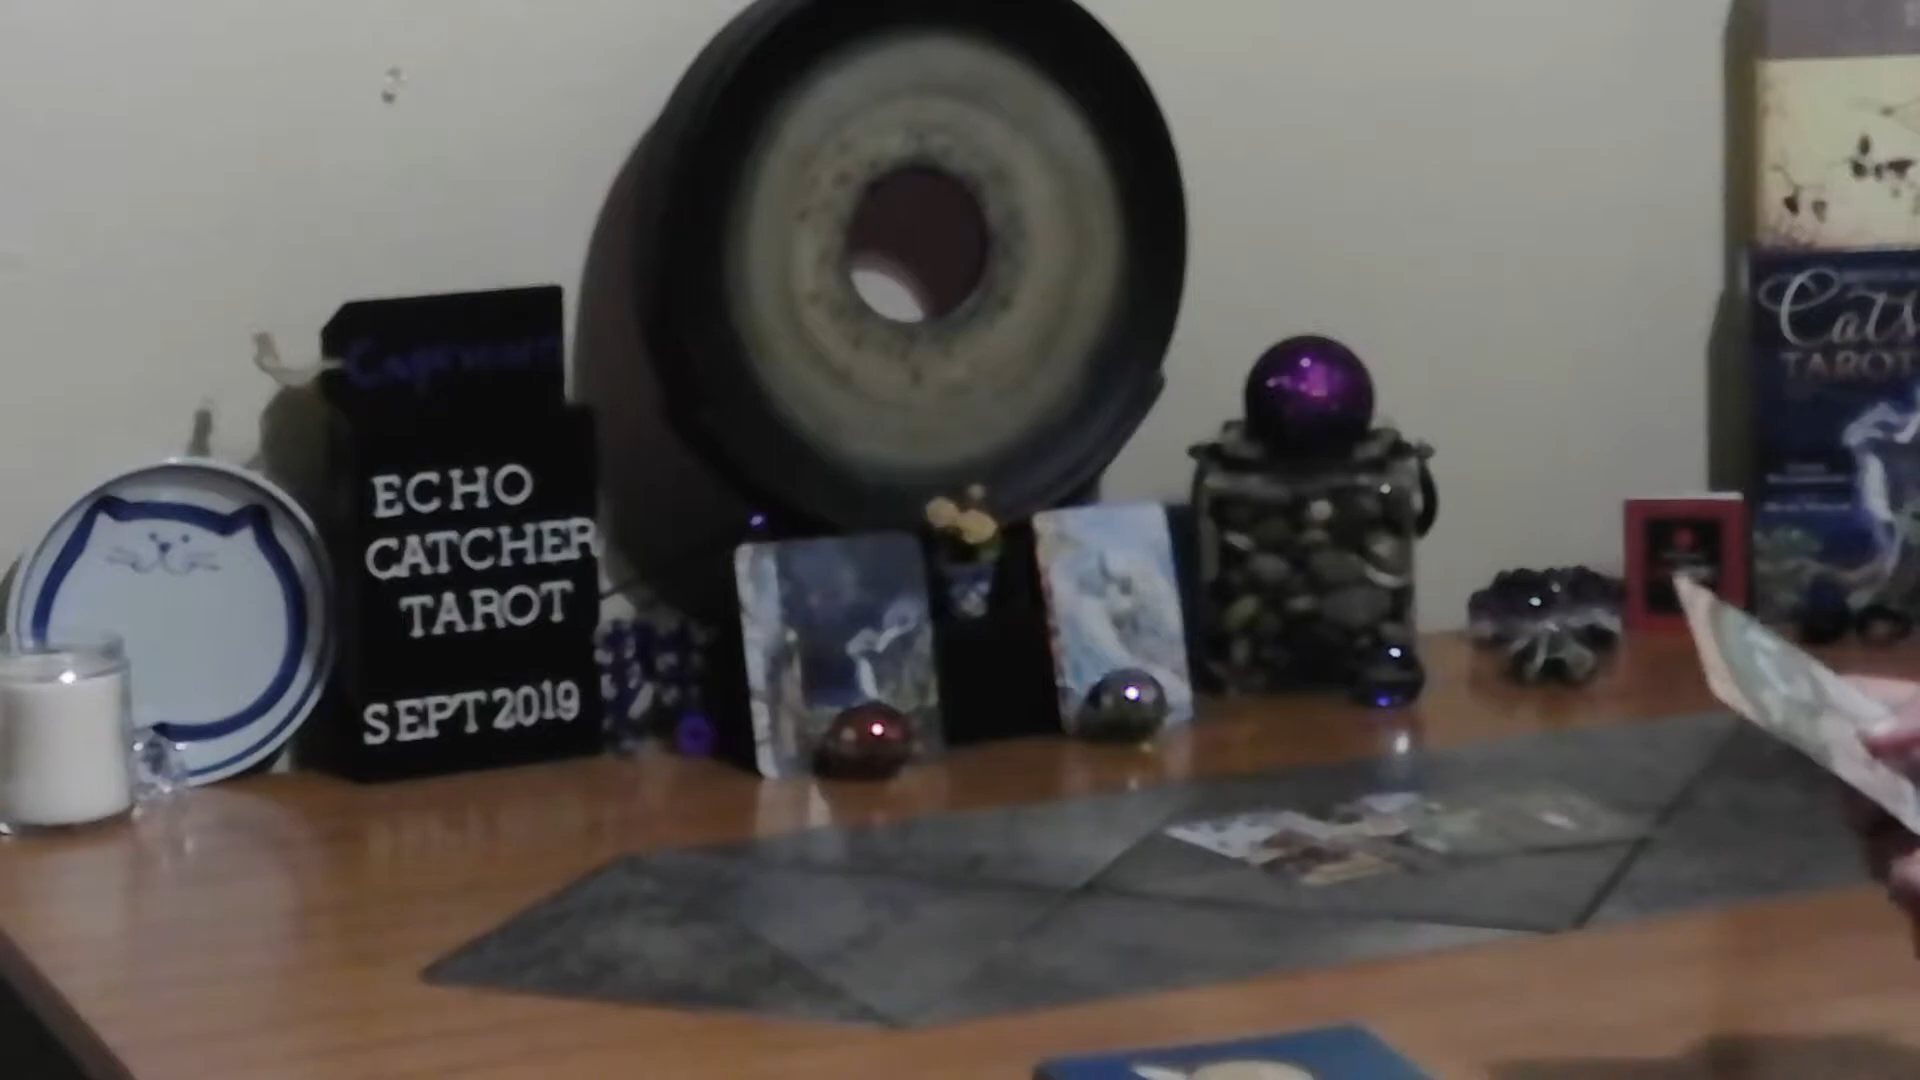 Capricorn
ECHO
CATCHER
TAROT
SEPT 2019
Cats
TAROT